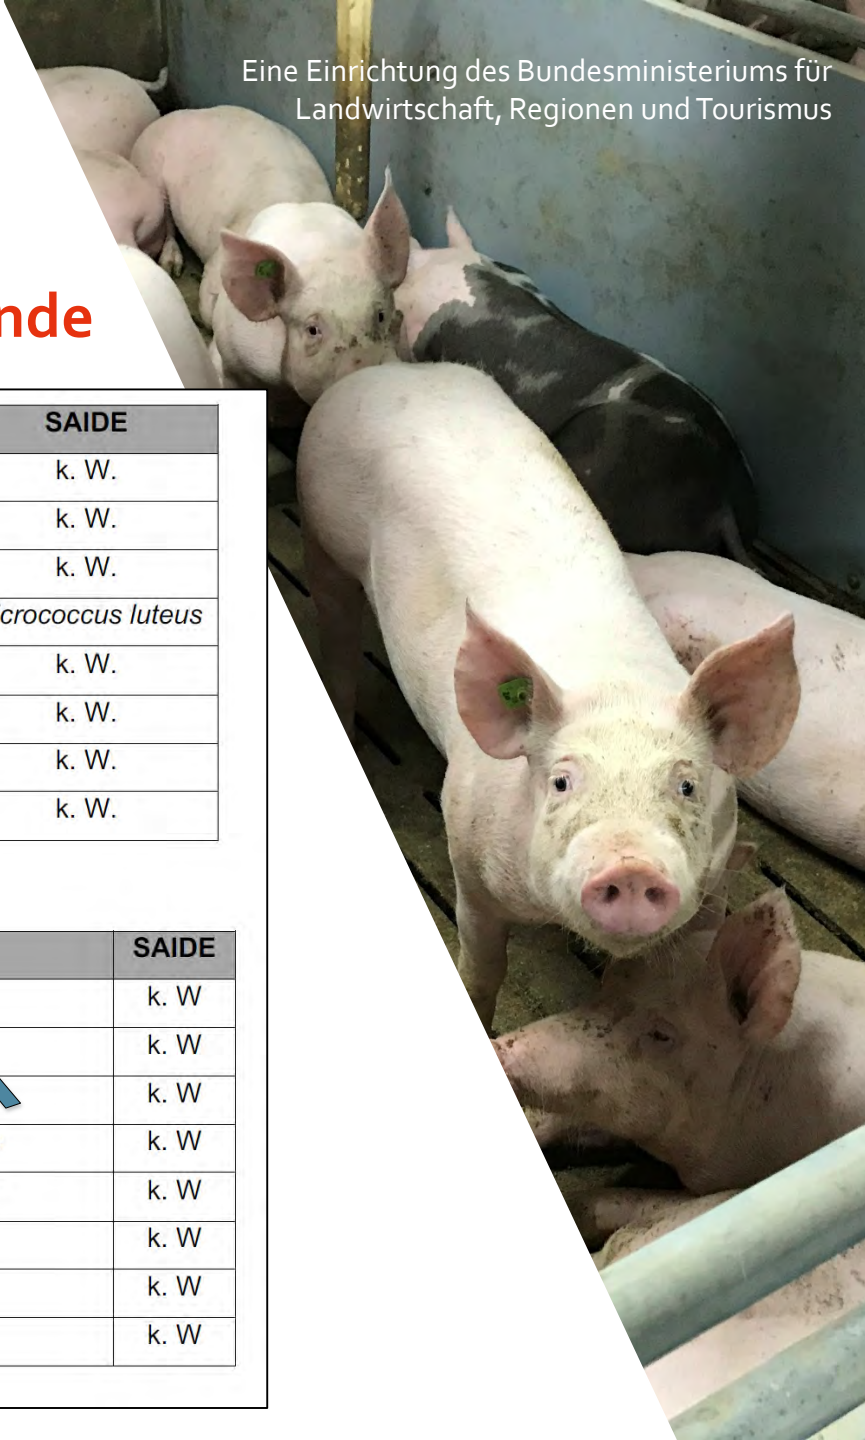 Eine Einrichtung des Bundesministeriums für
Landwirtschaft, Regionen und Tourismus
nde
SAIDE
k. W.
k. W.
k. W.
crococcus luteus
k. W.
k. W.
k. W.
k. W.
SAIDE
k. W
k. W
k. W
k. W
k. W
k. W
k. W
k. W